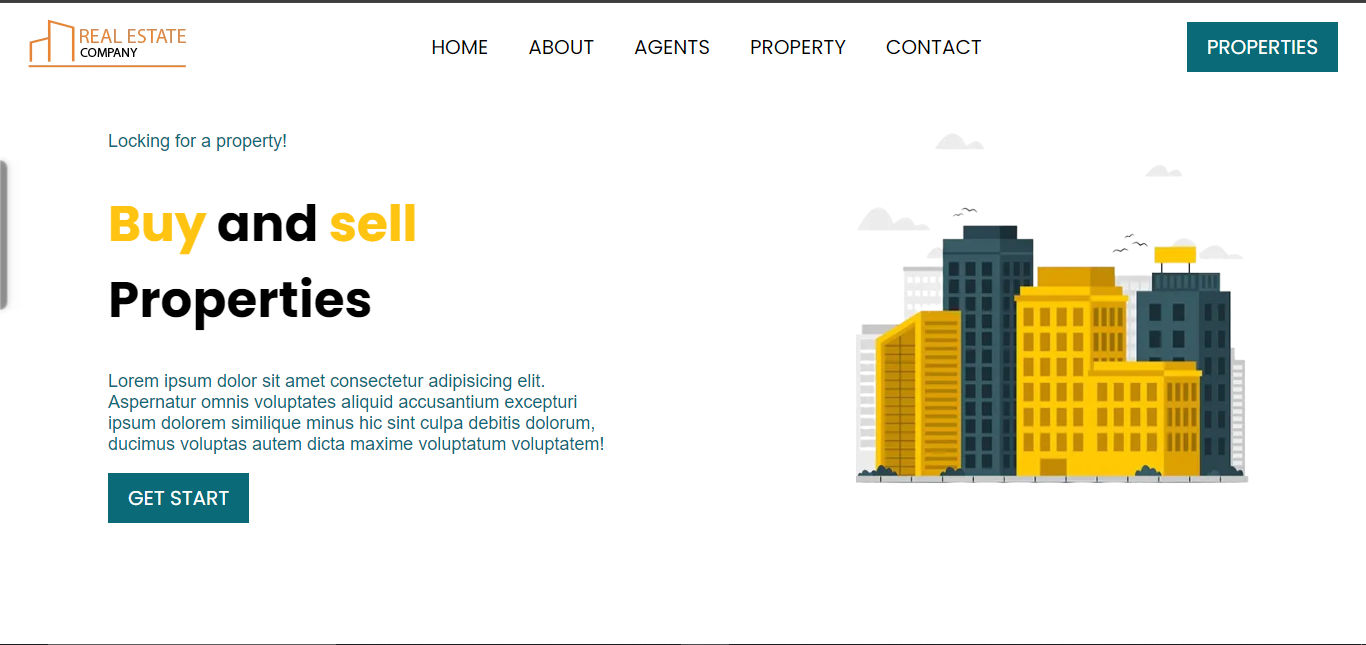 REAL ESTATE
COMPANY
HOME ABOUT AGENTS PROPERTY CONTACT
PROPERTIES
Locking for a property!
Buy and sell
Properties
Lorem ipsum dolor sit amet consectetur adipisicing elit.
Aspernatur omnis voluptates aliquid accusantium excepturi
ipsum dolorem similique minus hic sint culpa debitis dolorum,
ducimus voluptas autem dicta maxime voluptatum voluptatem!
GET START